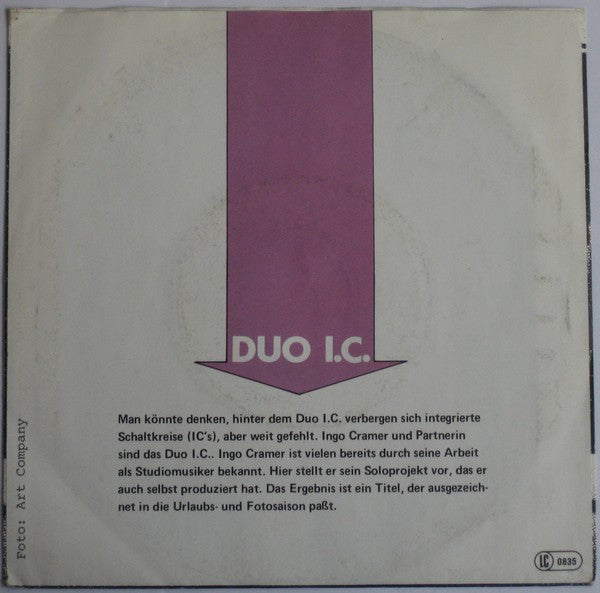 DUO I.C.
Man könnte denken, hinter dem Duo I.C. verbergen sich integrierte
Schaltkreise (IC's), aber weit gefehlt. Ingo Cramer und Partnerin
sind das Duo I.C.. Ingo Cramer ist vielen bereits durch seine Arbeit
als Studiomusiker bekannt. Hier stellt er sein Soloprojekt vor, das er
auch selbst produziert hat. Das Ergebnis ist ein Titel, der ausgezeich-
net in die Urlaubs- und Fotosaison paßt.
Foto: Art Company
LC 0835